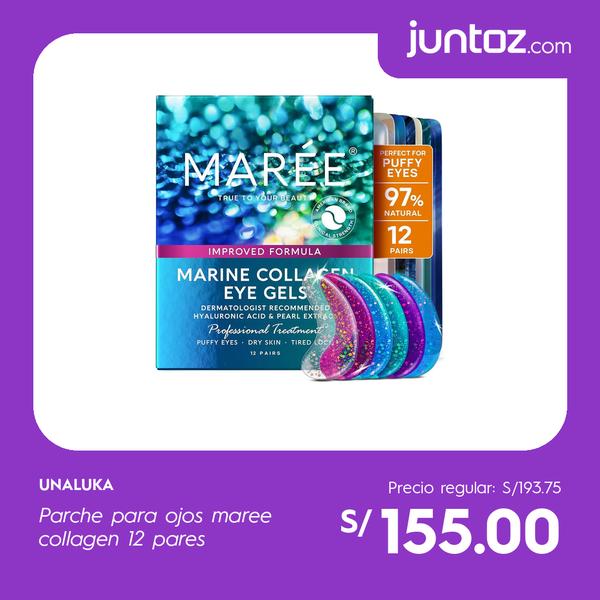 juntoz.com
MARÉE®
TRUE TO YOUR BEAUTY
IMPROVED FORMULA
MARINE COLLAGEN
EYE GELS
DERMATOLOGIST RECOMMENDED
HYALURONIC ACID & PEARL
Professional Treatment
PUFFY EYES · DRY SKIN · TIRED
12 PAIRS
PERFECT FOR
PUFFY
EYES
97%
NATURAL
12
PAIRS
UNALUKA
Parche para ojos maree
collagen 12 pares
Precio regular: S/193.75
S/155.00